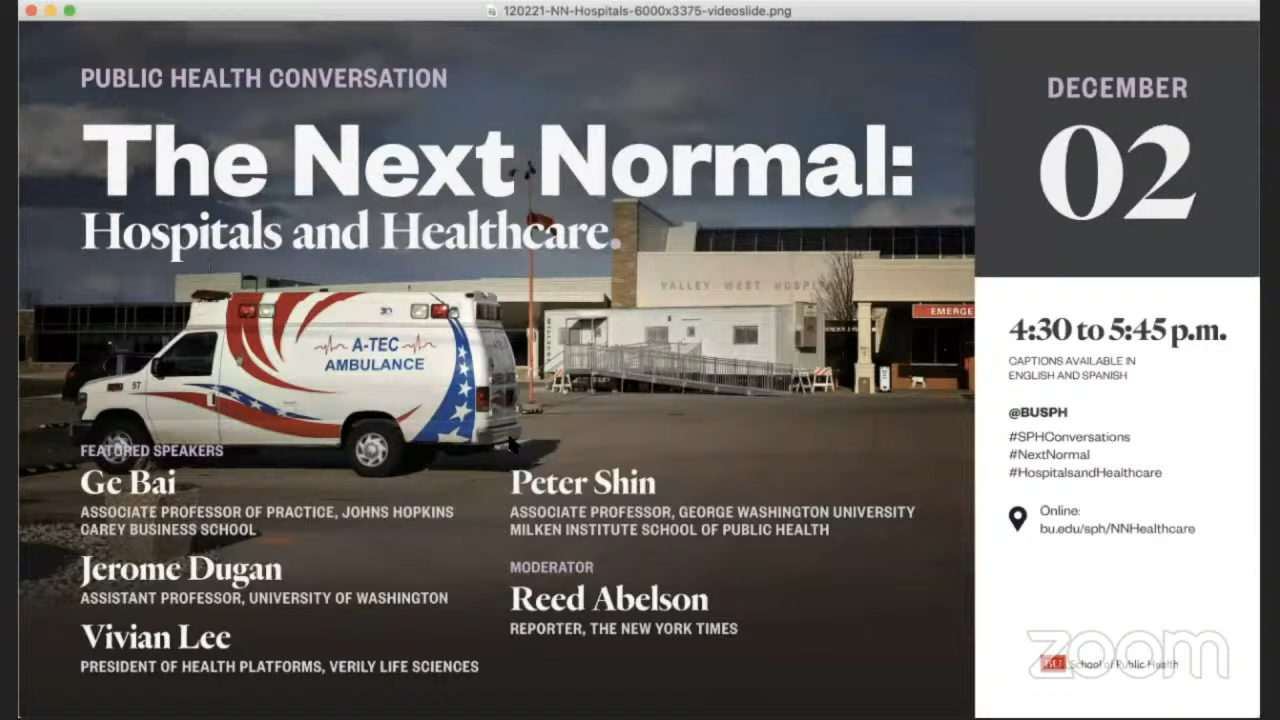 120221-NN-Hospitals-6000x3375-videoslide.png
PUBLIC HEALTH CONVERSATION
The Next Normal:
Hospitals and Healthcare.
VALLEY WEST HOSPI
EMERGE
A-TEC
AMBULANCE
57
FEATURED SPEAKERS
Ge Bai
ASSOCIATE PROFESSOR OF PRACTICE, JOHNS HOPKINS
CAREY BUSINESS SCHOOL
Jerome Dugan
ASSISTANT PROFESSOR, UNIVERSITY OF WASHINGTON
Vivian Lee
PRESIDENT OF HEALTH PLATFORMS, VERILY LIFE SCIENCES
Peter Shin
ASSOCIATE PROFESSOR, GEORGE WASHINGTON UNIVERSITY
MILKEN INSTITUTE SCHOOL OF PUBLIC HEALTH
MODERATOR
Reed Abelson
REPORTER, THE NEW YORK TIMES
DECEMBER
02
4:30 to 5:45 p.m.
CAPTIONS AVAILABLE IN
ENGLISH AND SPANISH
@BUSPH
#SPHConversations
#NextNormal
#HospitalsandHealthcare
Online:
bu.edu/sph/NNHealthcare
BU School of Public Health
zoom